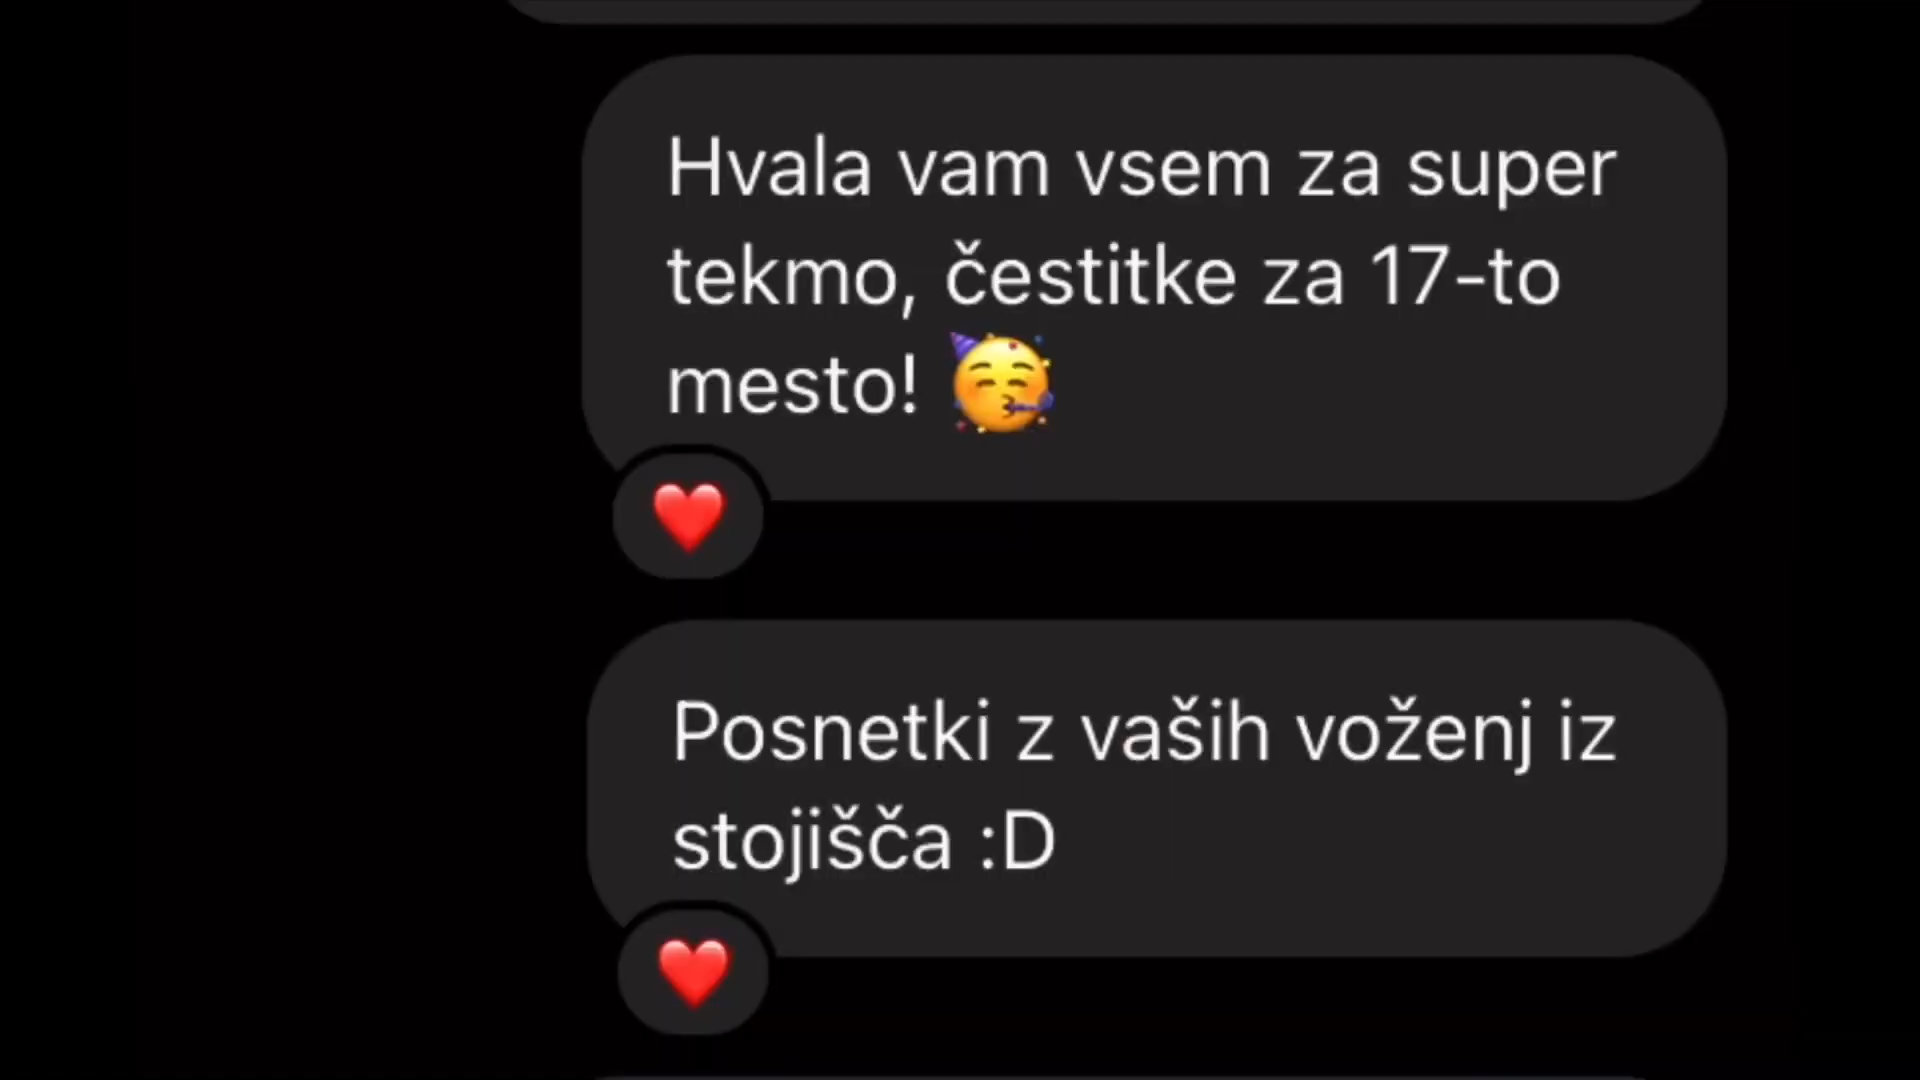 Hvala vam vsem za super
tekmo, čestitke za 17-to
mesto! 🥳
Posnetki z vaših voženj iz
stojišča :D